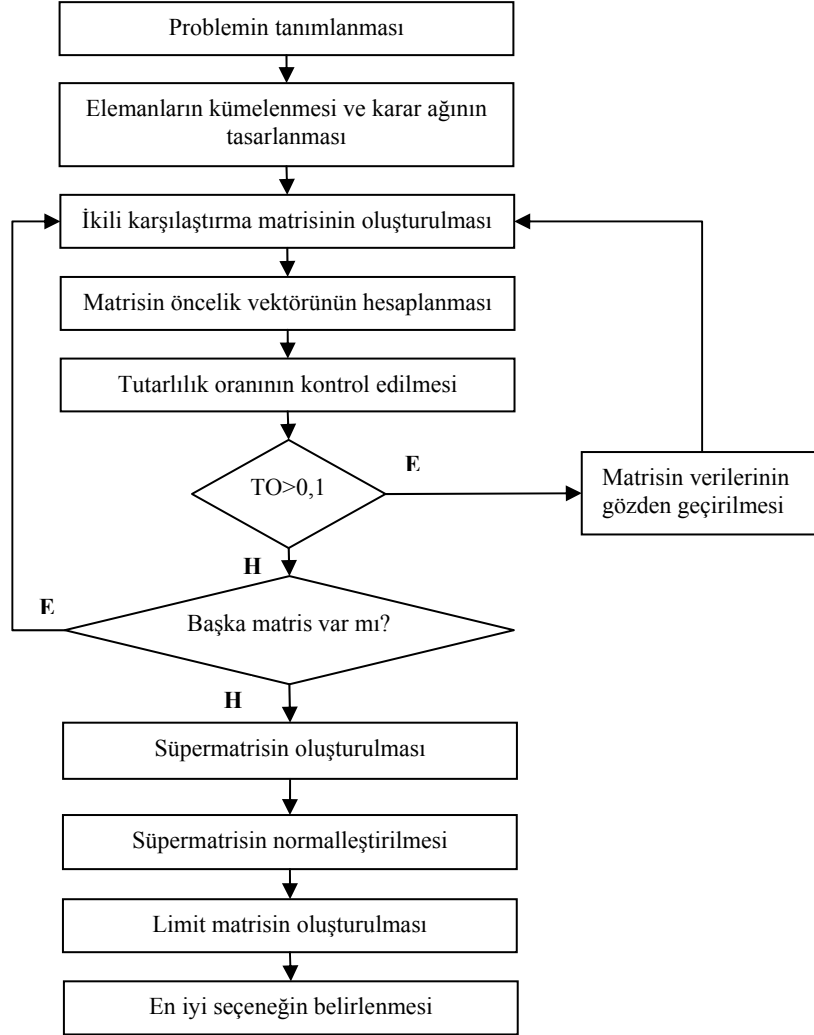 Problemin tanımlanması
Elemanların kümelenmesi ve karar ağının
tasarlanması
İkili karşılaştırma matrisinin oluşturulması
Matrisin öncelik vektörünün hesaplanması
Tutarlılık oranının kontrol edilmesi
TO>0,1
E
Matrisin verilerinin
gözden geçirilmesi
H
E
Başka matris var mı?
H
Süpermatrisin oluşturulması
Süpermatrisin normalleştirilmesi
Limit matrisin oluşturulması
En iyi seçeneğin belirlenmesi